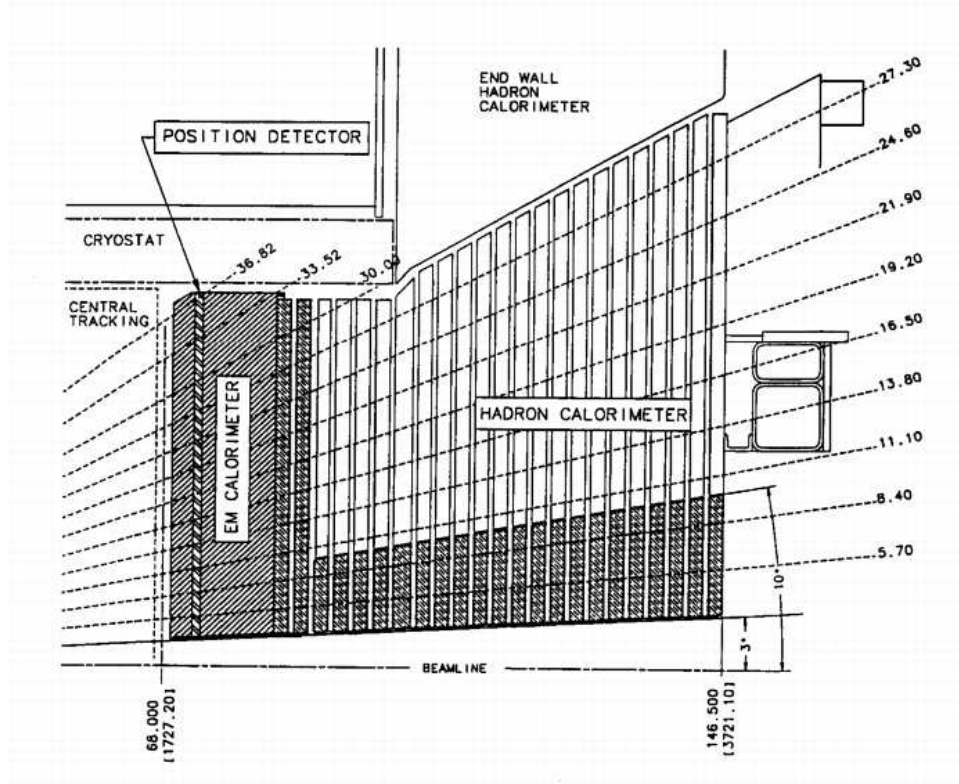 END WALL
HADRON
CALORIMETER
27.30
POSITION DETECTOR
24.60
21.90
CRYOSTAT
36.82
33.52
30.0
19.20
CENTRAL
TRACKING
16.50
EM CALORIMETER
HADRON CALORIMETER
13.80
11.10
8.40
5.70
10°
3°
BEAMLINE
68.000
[1727.20]
146.500
[3721.10]